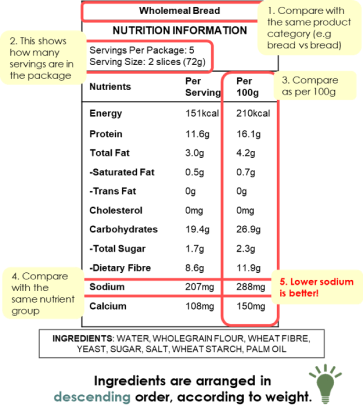 Wholemeal Bread
1. Compare with
the same product
category (e.g
bread vs bread)
NUTRITION INFORMATION
2. This shows
how many
servings are in
the package
Servings Per Package: 5
Serving Size: 2 slices (72g)
3. Compare
as per 100g
Nutrients Per Serving Per 100g
Energy 151kcal 210kcal
Protein 11.6g 16.1g
Total Fat 3.0g 4.2g
-Saturated Fat 0.5g 0.7g
-Trans Fat 0g 0g
Cholesterol 0mg 0mg
Carbohydrates 19.4g 26.9g
-Total Sugar 1.7g 2.3g
-Dietary Fibre 8.6g 11.9g
4. Compare
with the
same nutrient
group
Sodium 207mg 288mg
5. Lower sodium
is better!
Calcium 108mg 150mg
INGREDIENTS: WATER, WHOLEGRAIN FLOUR, WHEAT FIBRE,
YEAST, SUGAR, SALT, WHEAT STARCH, PALM OIL
Ingredients are arranged in
descending order, according to weight.